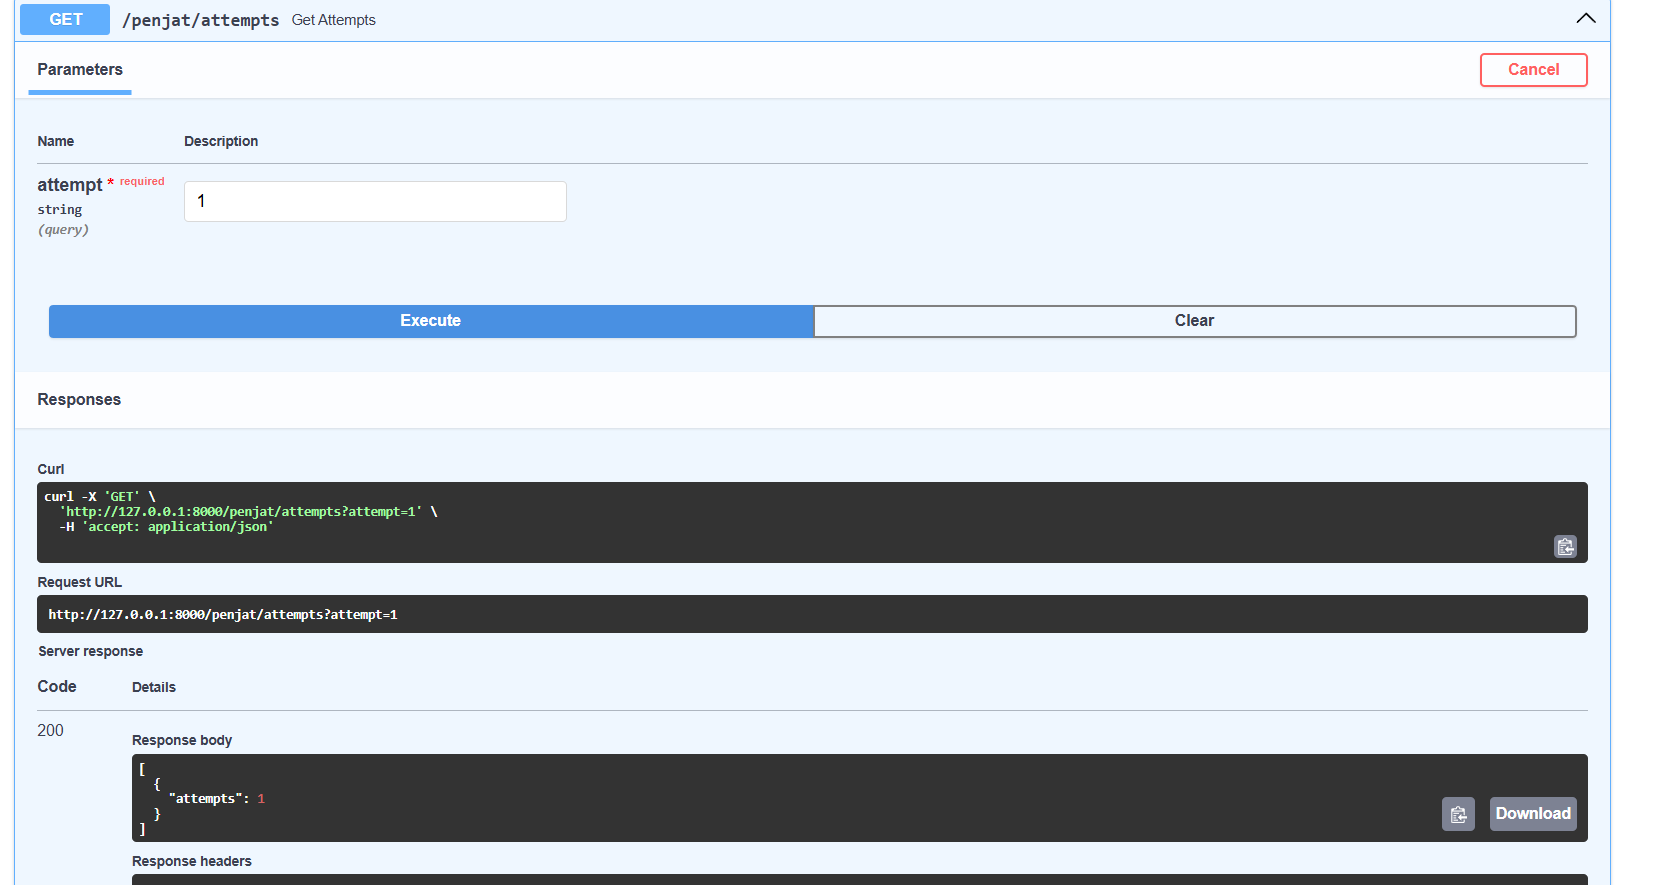 GET /penjat/attempts Get Attempts
Parameters
Cancel
Name Description
attempt * required
string
(query)
1
Execute Clear
Responses
Curl
curl -X 'GET' \
  'http://127.0.0.1:8000/penjat/attempts?attempt=1' \
  -H 'accept: application/json'
Request URL
http://127.0.0.1:8000/penjat/attempts?attempt=1
Server response
Code Details
200
Response body
[
  {
    "attempts": 1
  }
]
Download
Response headers